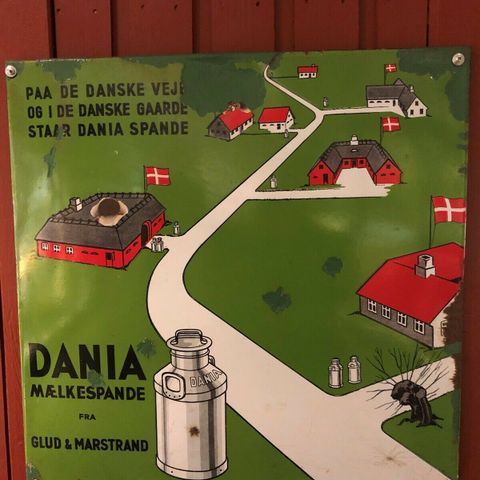 PAA DE DANSKE VEJE
OG I DE DANSKE GAARDE
STAAR DANIA SPANDE
DANIA
DANIA
MÆLKESPANDE
FRA
GLUD & MARSTRAND